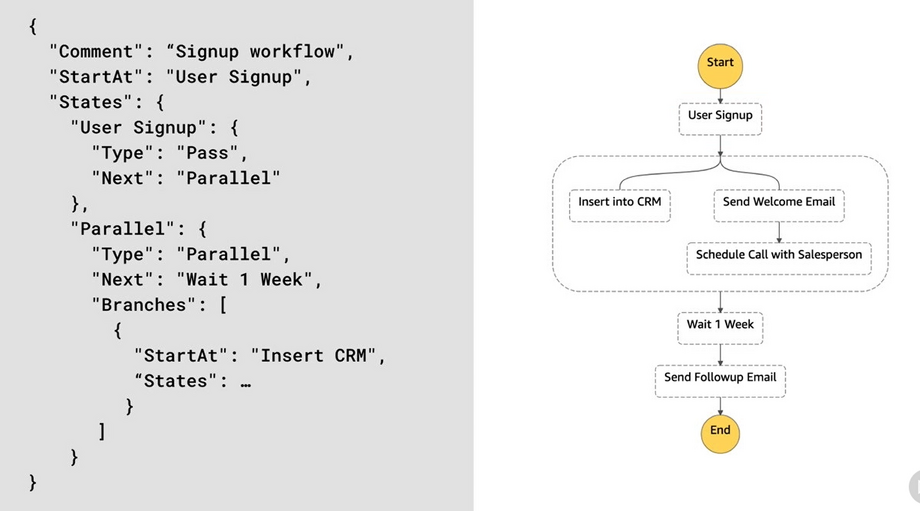 {
"Comment": “Signup workflow",
"StartAt": "User Signup",
"States": {
"User Signup": {
"Type": "Pass",
"Next": "Parallel"
},
"Parallel": {
"Type": "Parallel",
"Next": "Wait 1 Week",
"Branches": [
{
"StartAt": "Insert CRM",
“States": …
}
]
}
}
Start
User Signup
Insert into CRM
Send Welcome Email
Schedule Call with Salesperson
Wait 1 Week
Send Followup Email
End